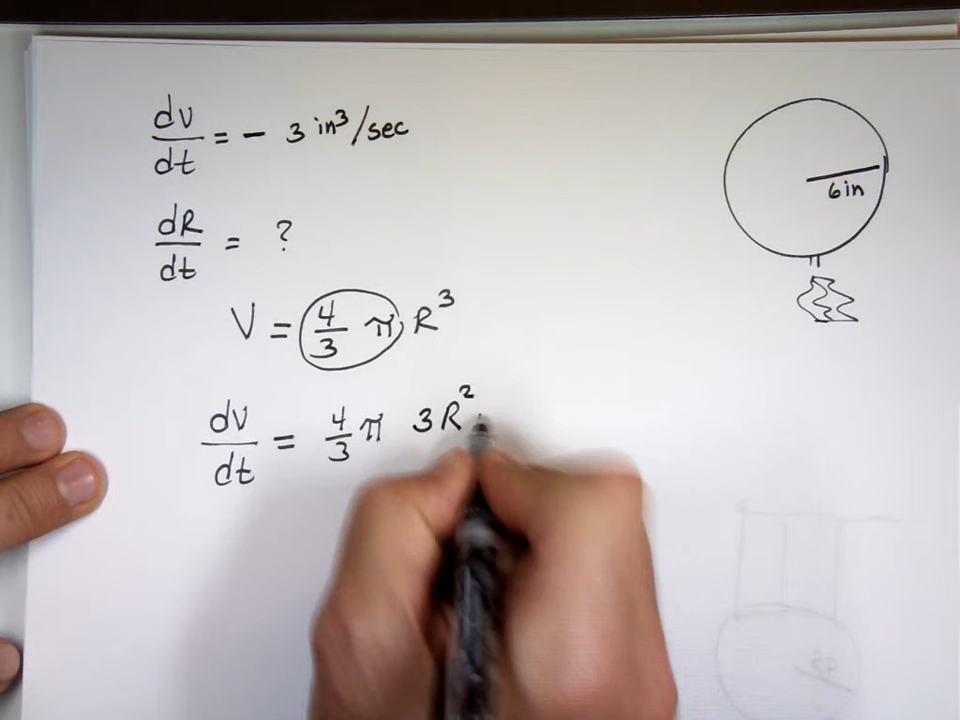 dv/dt = - 3 in³/sec
dR/dt = ?
V = 4/3 π R³
dv/dt = 4/3 π 3R²
6in